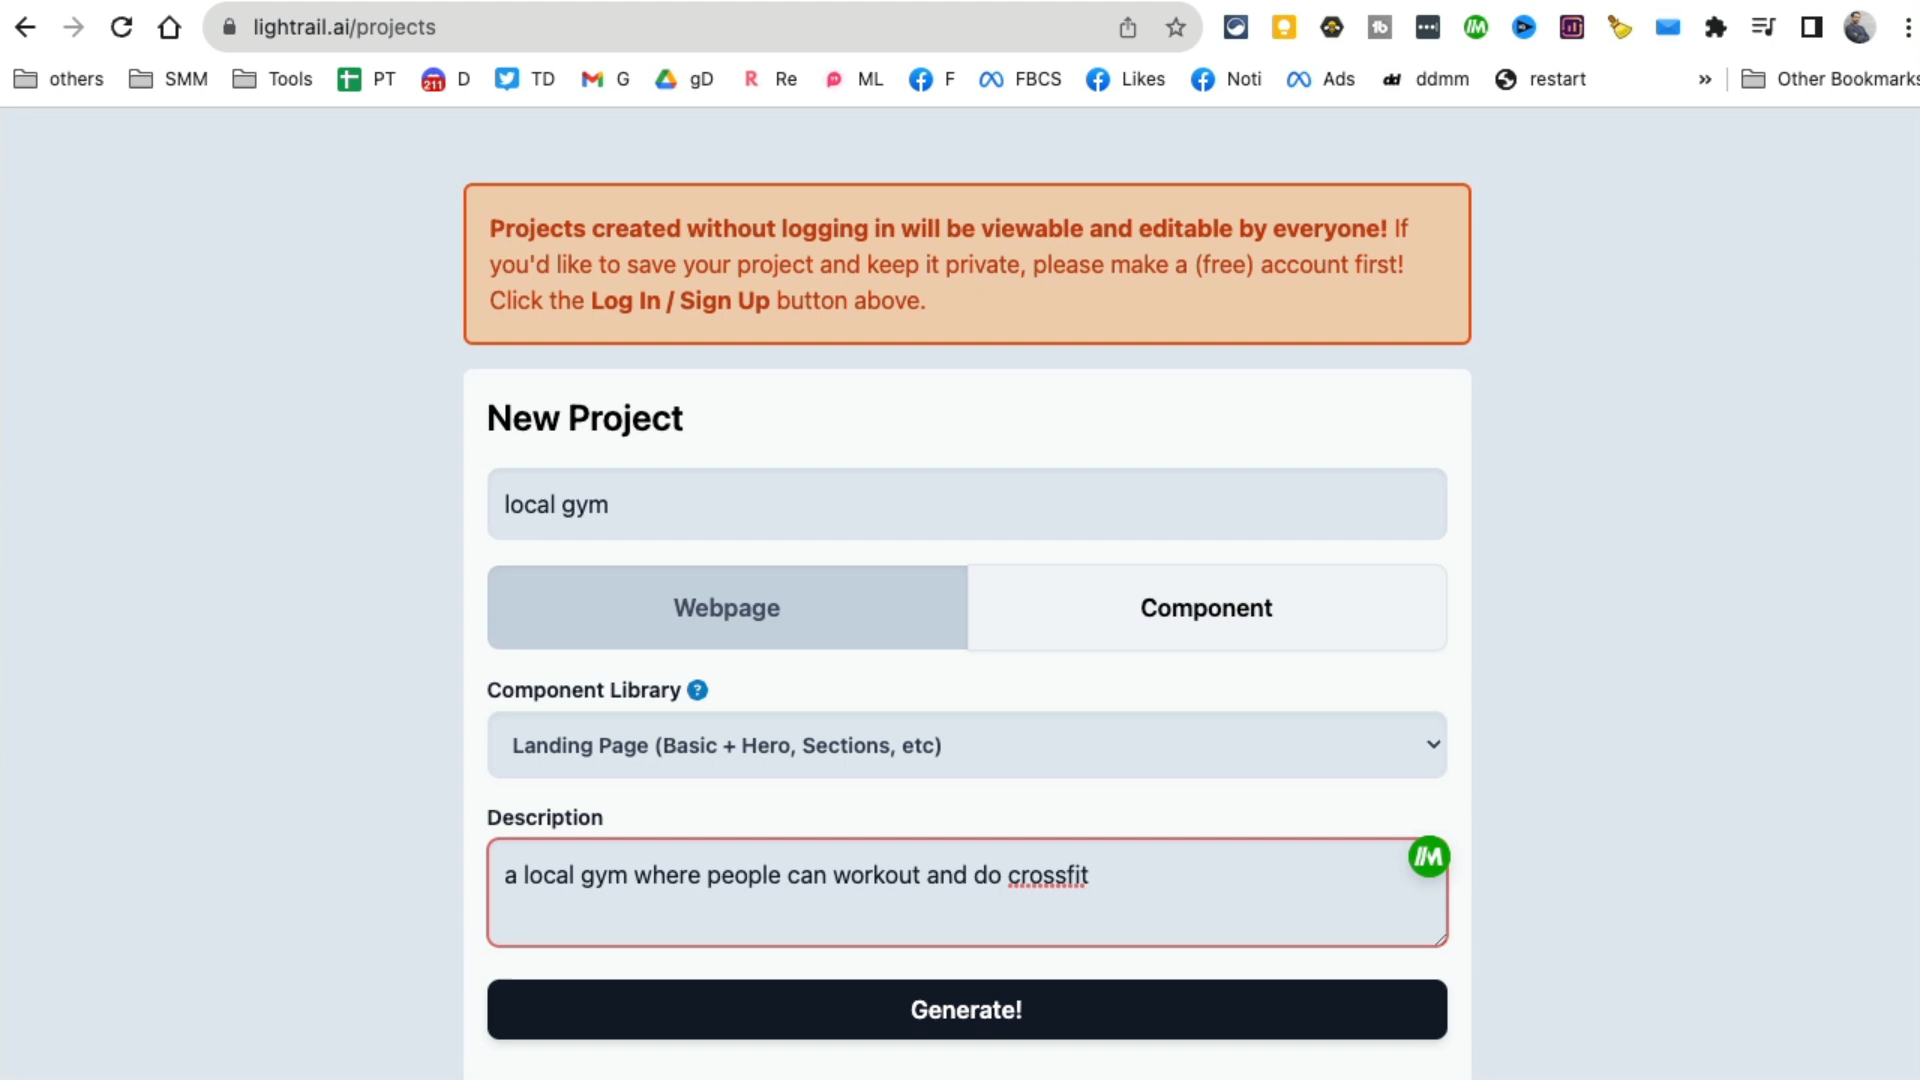 lightrail.ai/projects
others SMM Tools PT 211 D TD G gD R Re ML F FBCS Likes Noti Ads dd ddmm restart » Other Bookmarks
Projects created without logging in will be viewable and editable by everyone! If
you'd like to save your project and keep it private, please make a (free) account first!
Click the Log In / Sign Up button above.
New Project
local gym
Webpage Component
Component Library ?
Landing Page (Basic + Hero, Sections, etc)
Description
a local gym where people can workout and do crossfit
Generate!